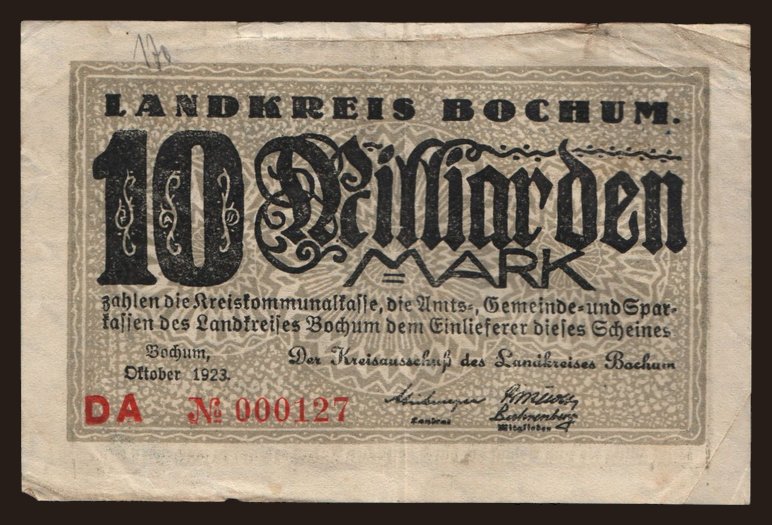 170
LANDKREIS BOCHUM.
10 Milliarden
MARK
zahlen die Kreiskommunalkasse, die Amts-, Gemeinde- und Spar-
kassen des Landkreises Bochum dem Einlieferer dieses Scheines
Bochum,
Oktober 1923.
Der Kreisausschuß des Landkreises Bochum
DA № 000127
Landrat
Mitglieder